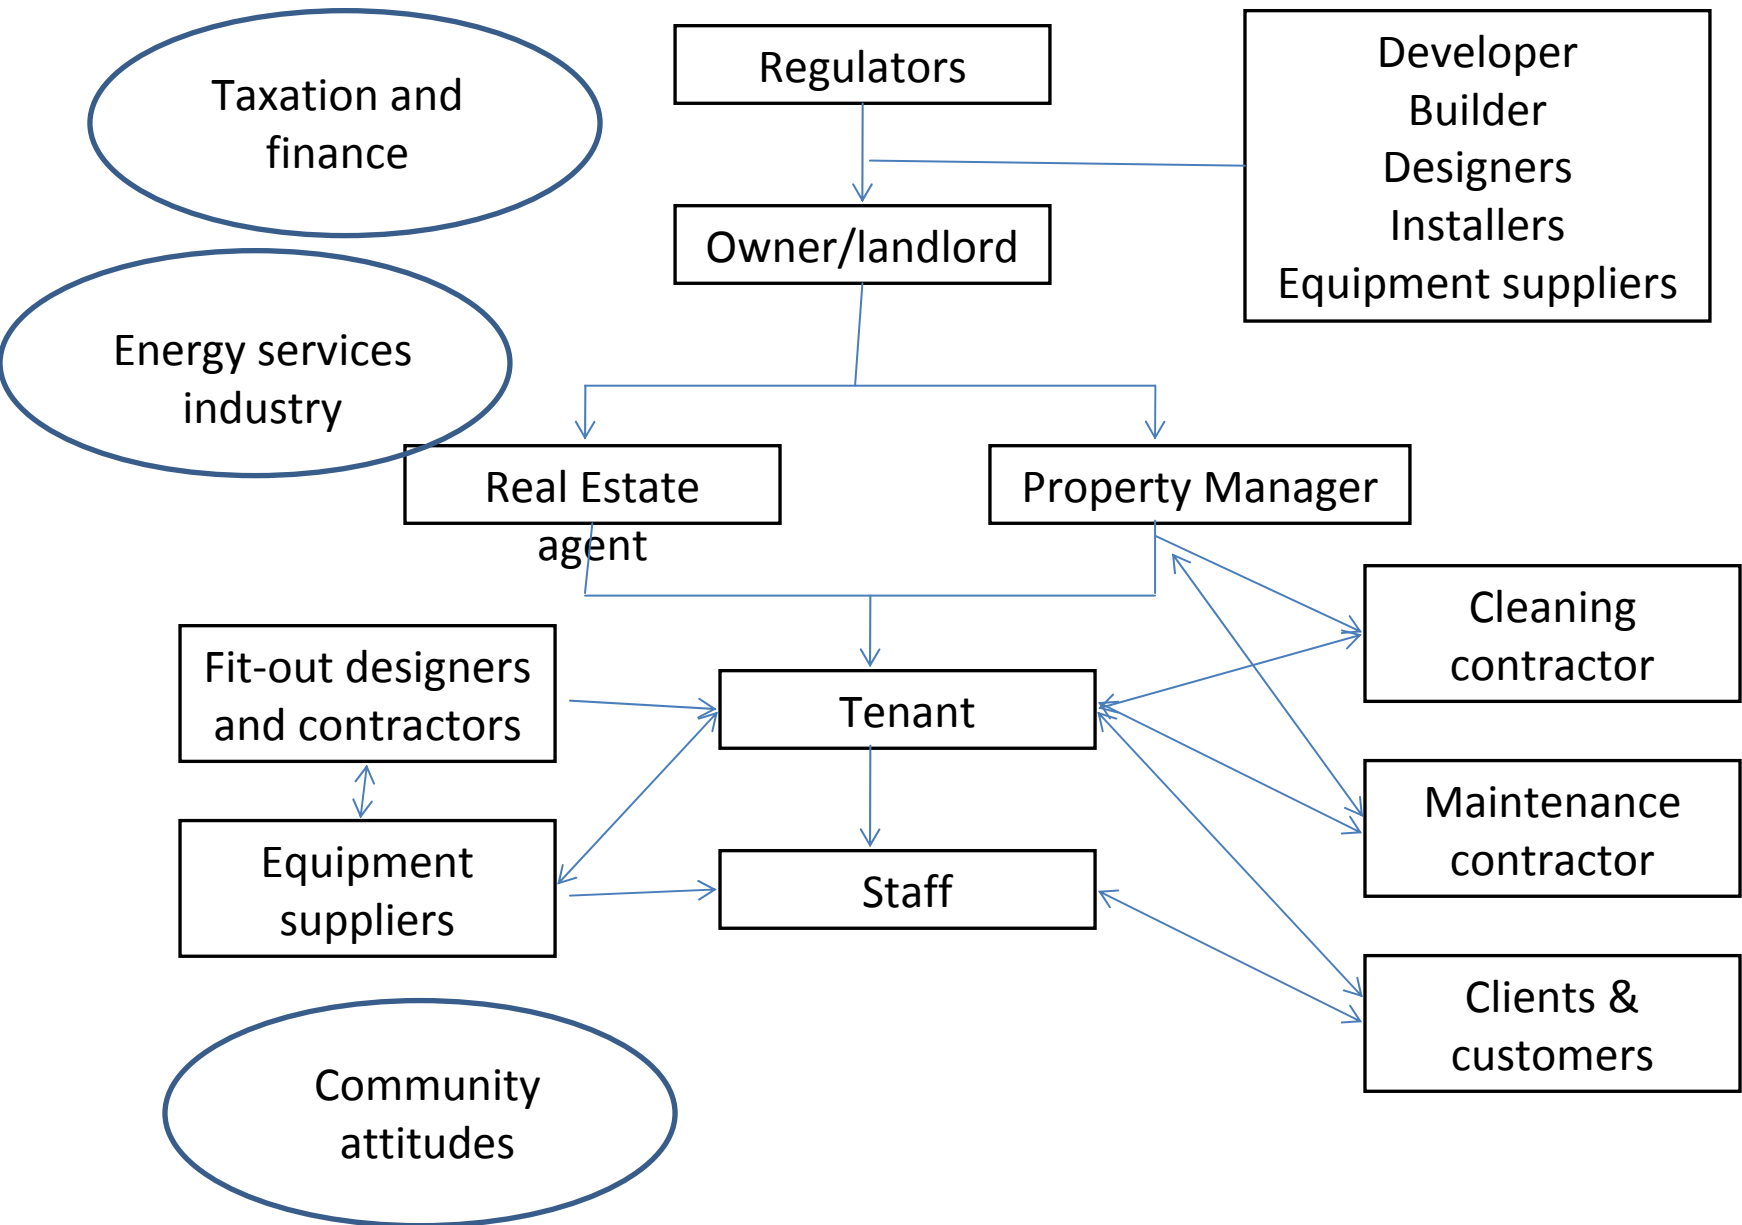 Taxation and
finance
Regulators
Developer
Builder
Designers
Installers
Equipment suppliers
Owner/landlord
Energy services
industry
Real Estate
agent
Property Manager
Cleaning
contractor
Fit-out designers
and contractors
Tenant
Maintenance
contractor
Equipment
suppliers
Staff
Clients &
customers
Community
attitudes